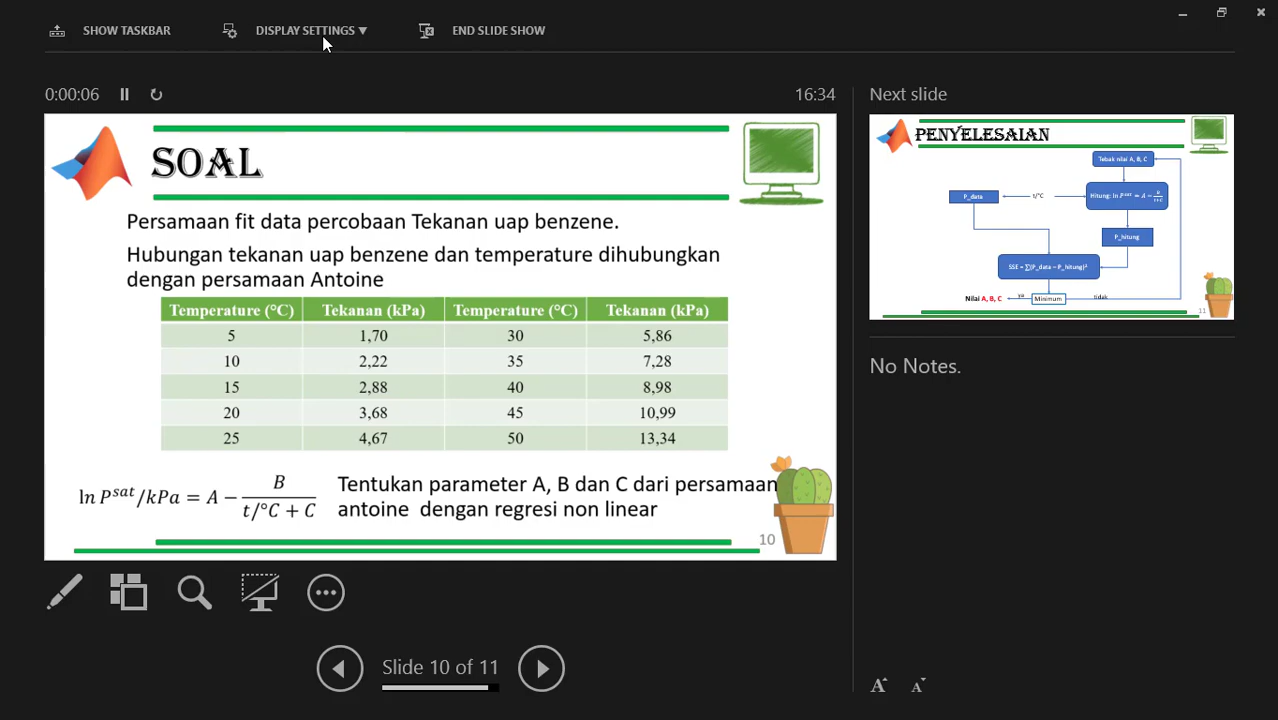 SHOW TASKBAR DISPLAY SETTINGS ▼ END SLIDE SHOW
0:00:06 16:34
SOAL
Persamaan fit data percobaan Tekanan uap benzene.
Hubungan tekanan uap benzene dan temperature dihubungkan
dengan persamaan Antoine
Temperature (°C) Tekanan (kPa) Temperature (°C) Tekanan (kPa)
5 1,70 30 5,86
10 2,22 35 7,28
15 2,88 40 8,98
20 3,68 45 10,99
25 4,67 50 13,34
ln P^sat/kPa = A − B / (t/°C + C)
Tentukan parameter A, B dan C dari persamaan
antoine dengan regresi non linear
10
Slide 10 of 11
Next slide
PENYELESAIAN
Tebak nilai A, B, C
P_data t/°C Hitung: ln P^sat = A − B / (t+C)
P_hitung
SSE = ∑(P_data – P_hitung)²
Nilai A, B, C ya Minimum tidak
11
No Notes.
A A